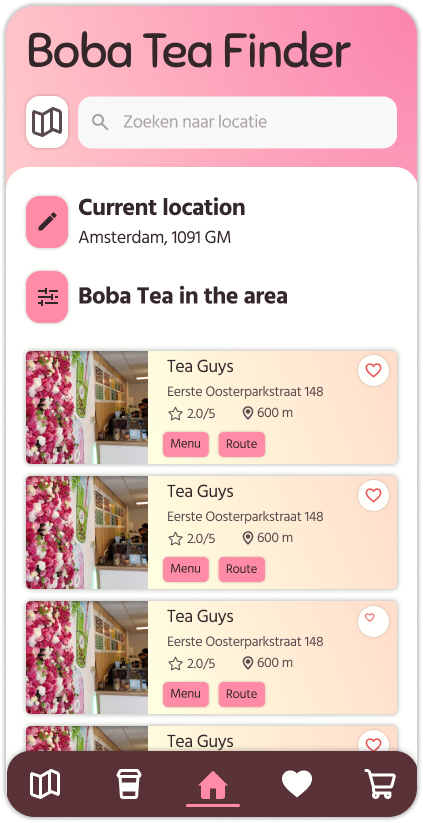 Boba Tea Finder
Zoeken naar locatie
Current location
Amsterdam, 1091 GM
Boba Tea in the area
Tea Guys
Eerste Oosterparkstraat 148
2.0/5 600 m
Menu Route
Tea Guys
Eerste Oosterparkstraat 148
2.0/5 600 m
Menu Route
Tea Guys
Eerste Oosterparkstraat 148
2.0/5 600 m
Menu Route
Tea Guys